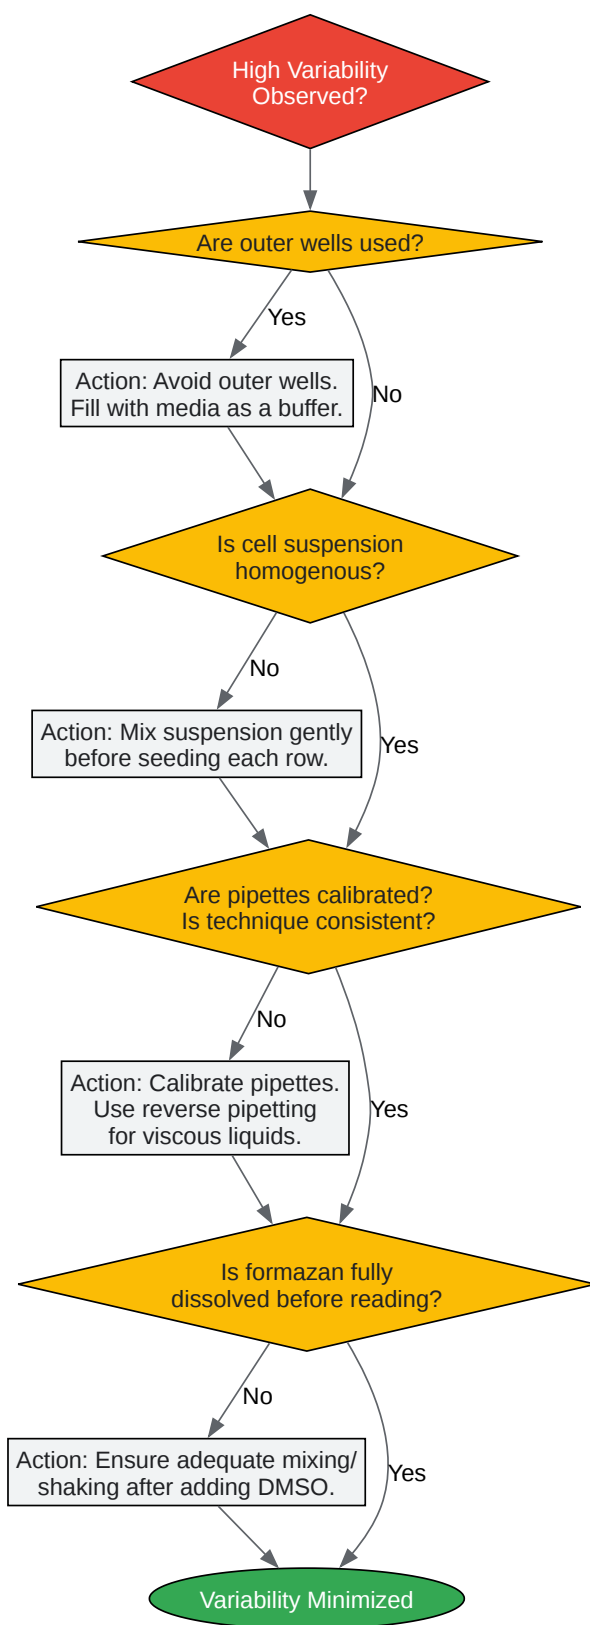 High Variability
Observed?
Are outer wells used?
Yes
Action: Avoid outer wells.
Fill with media as a buffer.
No
Is cell suspension
homogenous?
No
Action: Mix suspension gently
before seeding each row.
Yes
Are pipettes calibrated?
Is technique consistent?
No
Action: Calibrate pipettes.
Use reverse pipetting
for viscous liquids.
Yes
Is formazan fully
dissolved before reading?
No
Action: Ensure adequate mixing/
shaking after adding DMSO.
Yes
Variability Minimized